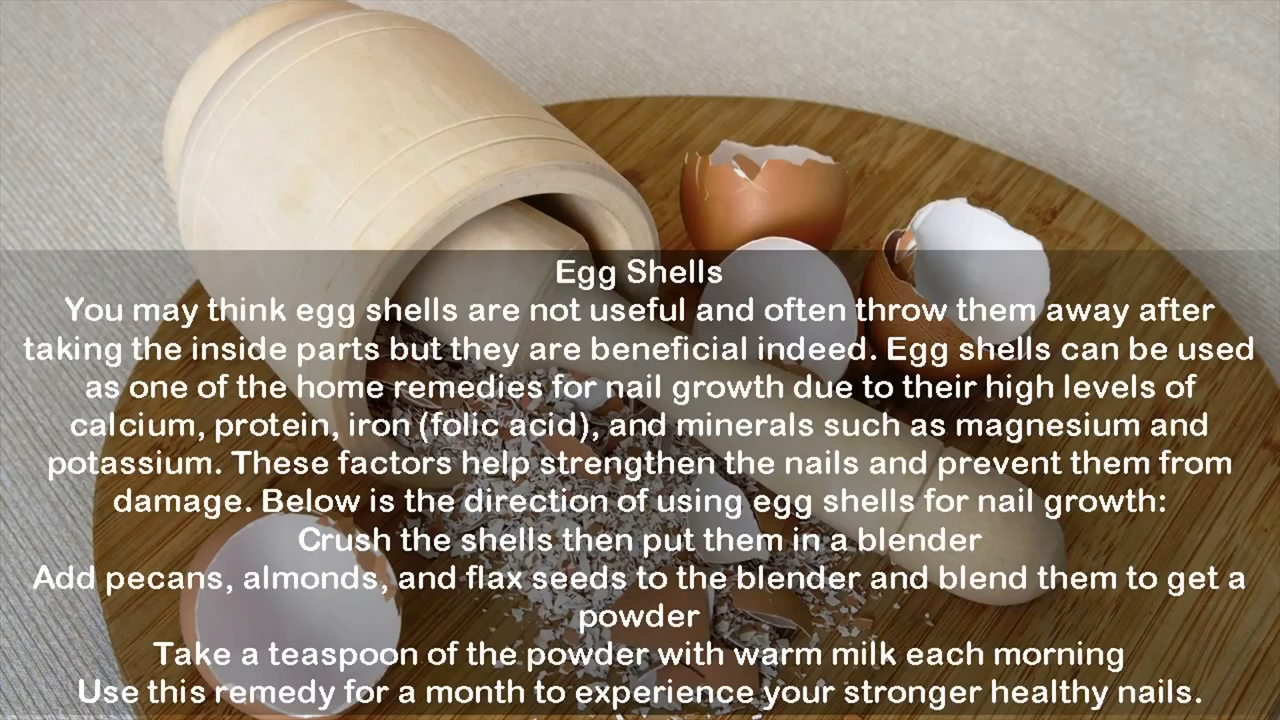 Egg Shells
You may think egg shells are not useful and often throw them away after
taking the inside parts but they are beneficial indeed. Egg shells can be used
as one of the home remedies for nail growth due to their high levels of
calcium, protein, iron (folic acid), and minerals such as magnesium and
potassium. These factors help strengthen the nails and prevent them from
damage. Below is the direction of using egg shells for nail growth:
Crush the shells then put them in a blender
Add pecans, almonds, and flax seeds to the blender and blend them to get a
powder
Take a teaspoon of the powder with warm milk each morning
Use this remedy for a month to experience your stronger healthy nails.